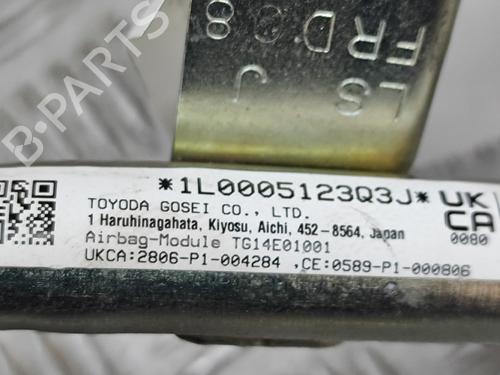 LS J
FRD 8
*1L0005123Q3J*
UK
CA
0080
TOYODA GOSEI CO., LTD.
1 Haruhinagahata, Kiyosu, Aichi, 452-8564, Japan
Airbag-Module TG14E01001
UKCA:2806-P1-004284 ,CE:0589-P1-000806
B-PARTS